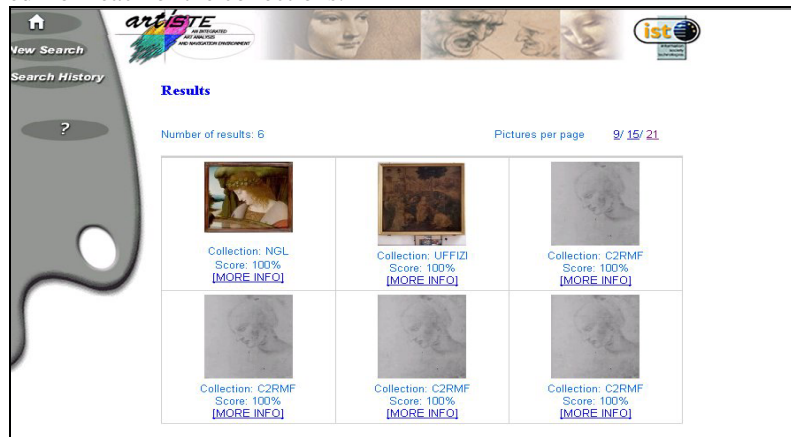 artISTE
AN INTEGRATED
ART ANALYSIS
AND NAVIGATION ENVIRONMENT
ist
information
society
technologies
New Search
Search History
?
Results
Number of results: 6
Pictures per page 9/ 15/ 21
Collection: NGL
Score: 100%
[MORE INFO]
Collection: UFFIZI
Score: 100%
[MORE INFO]
Collection: C2RMF
Score: 100%
[MORE INFO]
Collection: C2RMF
Score: 100%
[MORE INFO]
Collection: C2RMF
Score: 100%
[MORE INFO]
Collection: C2RMF
Score: 100%
[MORE INFO]